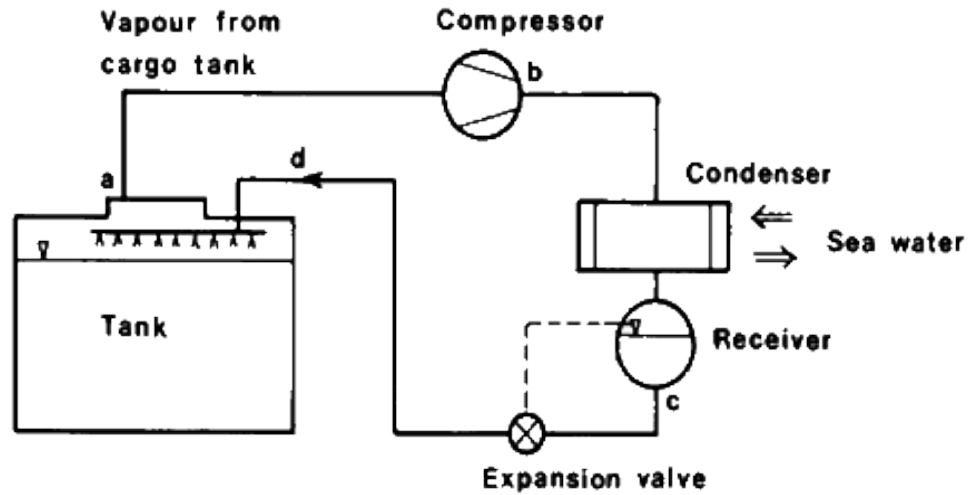 Vapour from
cargo tank
Compressor
b
a
d
Condenser
Sea water
Tank
Receiver
c
Expansion valve